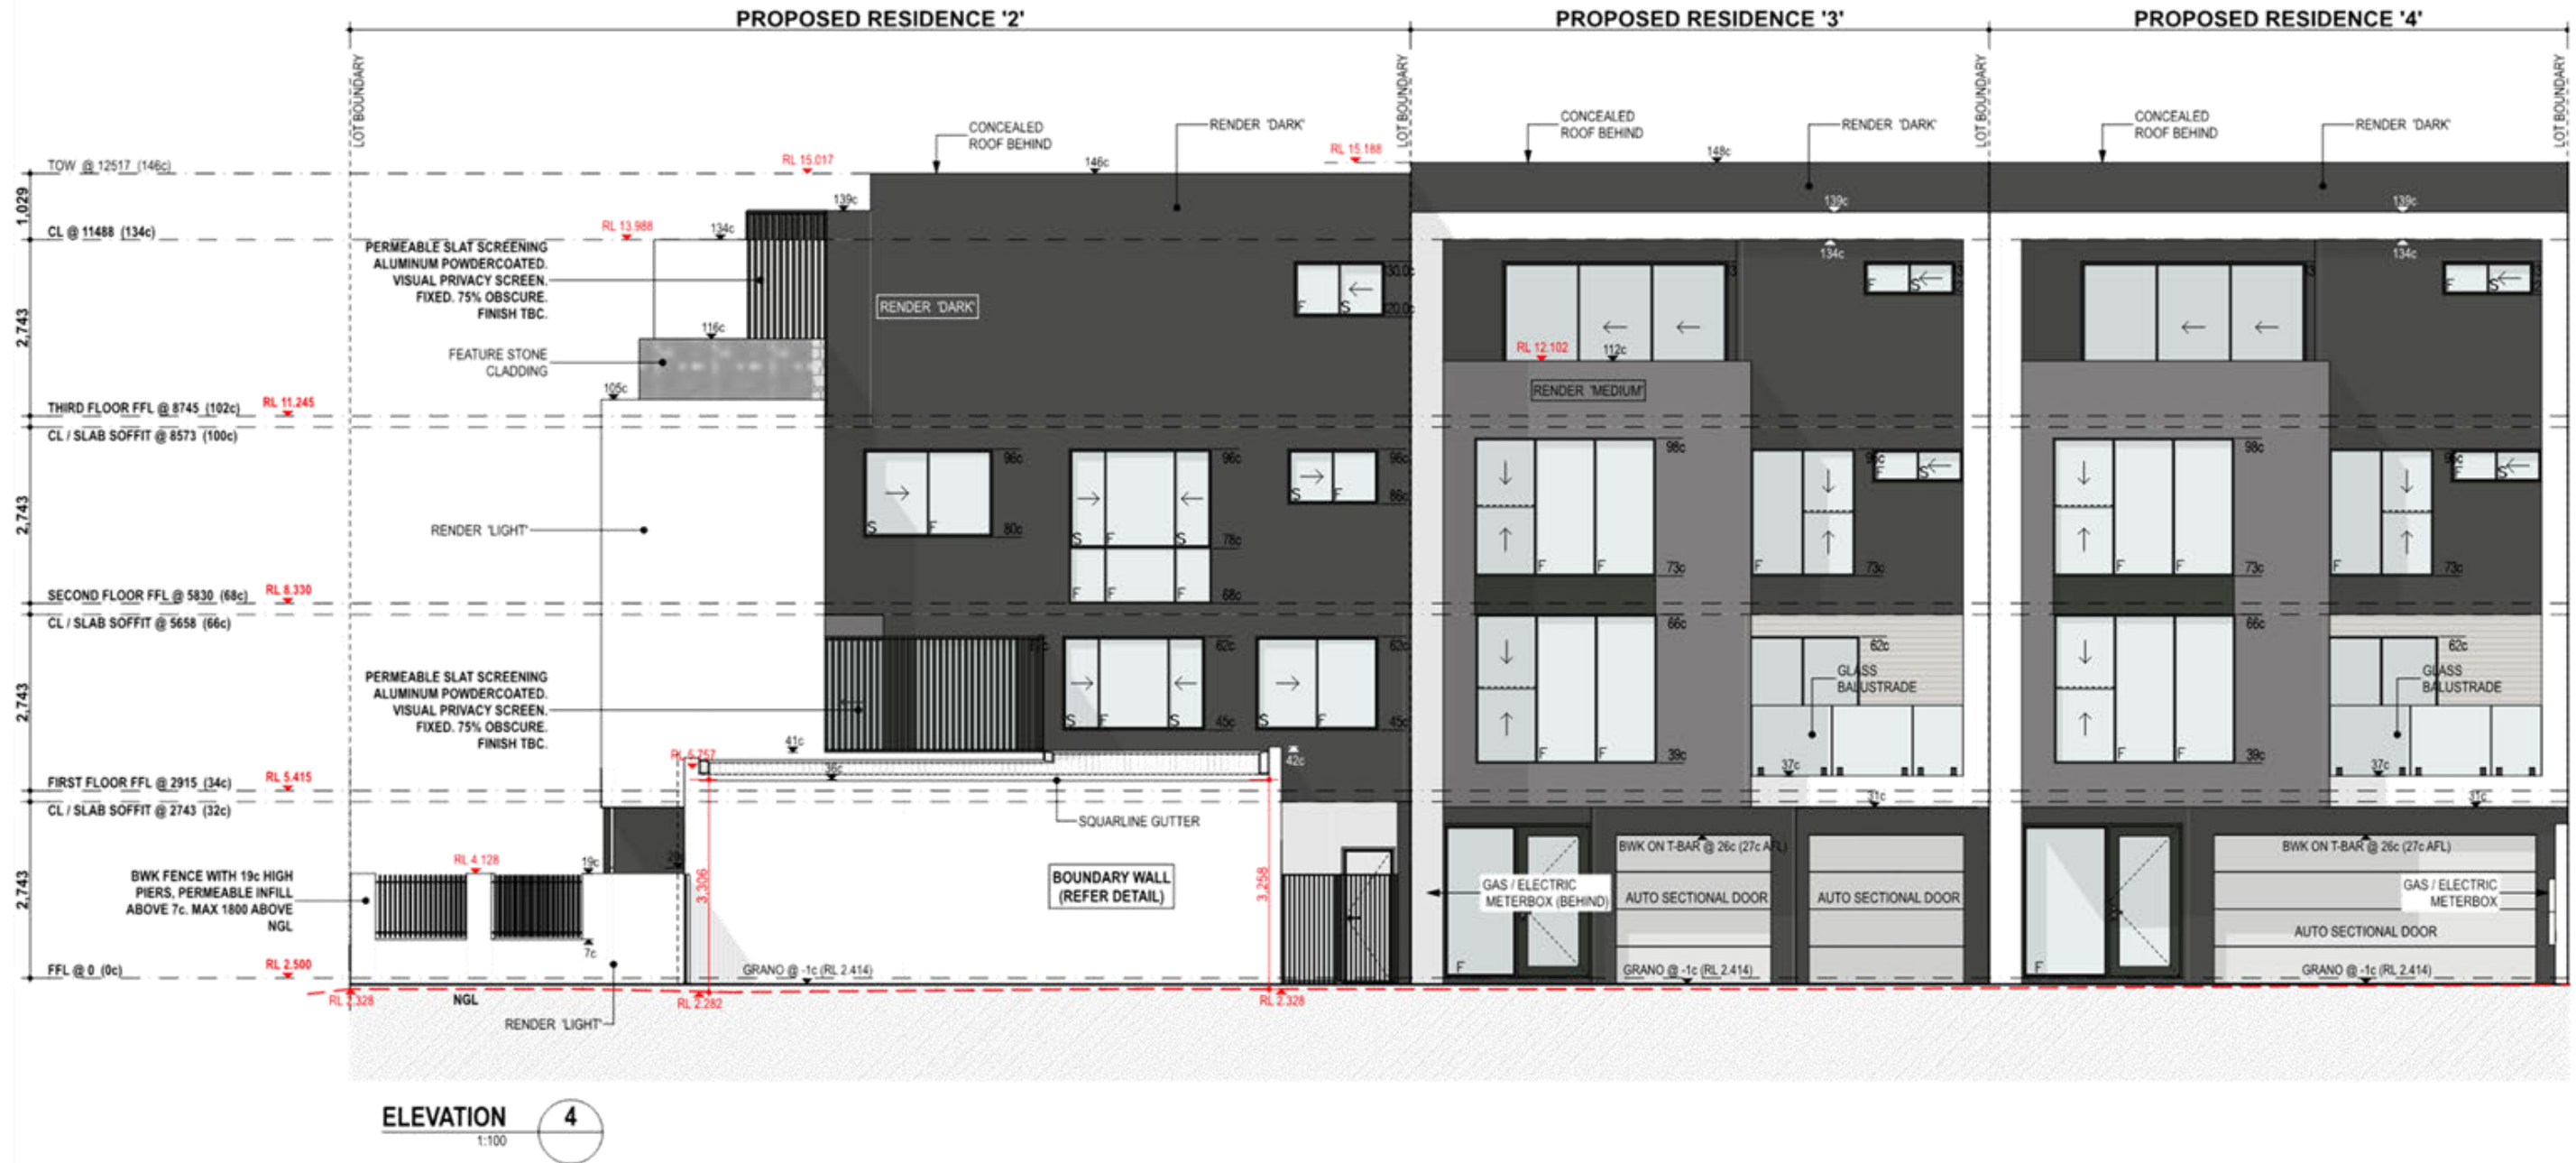 PROPOSED RESIDENCE '2'
PROPOSED RESIDENCE '3'
PROPOSED RESIDENCE '4'
LOT BOUNDARY
LOT BOUNDARY
LOT BOUNDARY
LOT BOUNDARY
CONCEALED
ROOF BEHIND
RENDER 'DARK'
CONCEALED
ROOF BEHIND
RENDER 'DARK'
CONCEALED
ROOF BEHIND
RENDER 'DARK'
TOW @ 12517 (146c)
RL 15.017
146c
RL 15.188
148c
1,029
139c
139c
139c
CL @ 11488 (134c)
RL 13.988
134c
134c
134c
PERMEABLE SLAT SCREENING
ALUMINUM POWDERCOATED.
VISUAL PRIVACY SCREEN.
FIXED. 75% OBSCURE.
FINISH TBC.
RENDER 'DARK'
30.0c
20.0c
F
S
F
S
F
S
2,743
116c
FEATURE STONE
CLADDING
RL 12.102
112c
RENDER 'MEDIUM'
105c
THIRD FLOOR FFL @ 8745 (102c)
RL 11.245
CL / SLAB SOFFIT @ 8573 (100c)
2,743
RENDER 'LIGHT'
96c
96c
96c
98c
96c
98c
96c
86c
80c
78c
68c
S
F
S
F
S
F
F
F
S
F
F
F
F
F
S
73c
73c
F
F
F
F
S
73c
73c
SECOND FLOOR FFL @ 5830 (68c)
RL 8.330
CL / SLAB SOFFIT @ 5658 (66c)
2,743
PERMEABLE SLAT SCREENING
ALUMINUM POWDERCOATED.
VISUAL PRIVACY SCREEN.
FIXED. 75% OBSCURE.
FINISH TBC.
62c
62c
66c
62c
66c
62c
S
F
S
45c
S
F
45c
GLASS
BALUSTRADE
GLASS
BALUSTRADE
F
F
39c
37c
F
F
39c
37c
41c
RL 5.757
36c
42c
31c
31c
FIRST FLOOR FFL @ 2915 (34c)
RL 5.415
CL / SLAB SOFFIT @ 2743 (32c)
SQUARLINE GUTTER
2,743
BWK FENCE WITH 19c HIGH
PIERS, PERMEABLE INFILL
ABOVE 7c. MAX 1800 ABOVE
NGL
RL 4.128
19c
7c
3,306
BOUNDARY WALL
(REFER DETAIL)
3,258
BWK ON T-BAR @ 26c (27c AFL)
GAS / ELECTRIC
METERBOX (BEHIND)
AUTO SECTIONAL DOOR
AUTO SECTIONAL DOOR
BWK ON T-BAR @ 26c (27c AFL)
GAS / ELECTRIC
METERBOX
AUTO SECTIONAL DOOR
FFL @ 0 (0c)
RL 2.500
GRANO @ -1c (RL 2.414)
F
GRANO @ -1c (RL 2.414)
F
GRANO @ -1c (RL 2.414)
RL 2.328
NGL
RL 2.282
RL 2.328
RENDER 'LIGHT'
ELEVATION
4
1:100